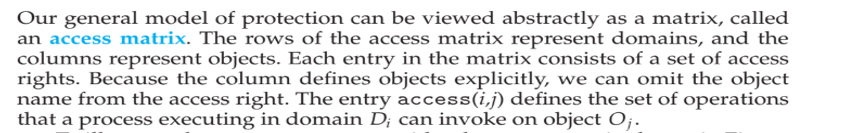 Our general model of protection can be viewed abstractly as a matrix, called
an access matrix. The rows of the access matrix represent domains, and the
columns represent objects. Each entry in the matrix consists of a set of access
rights. Because the column defines objects explicitly, we can omit the object
name from the access right. The entry access(i,j) defines the set of operations
that a process executing in domain Di can invoke on object Oj.